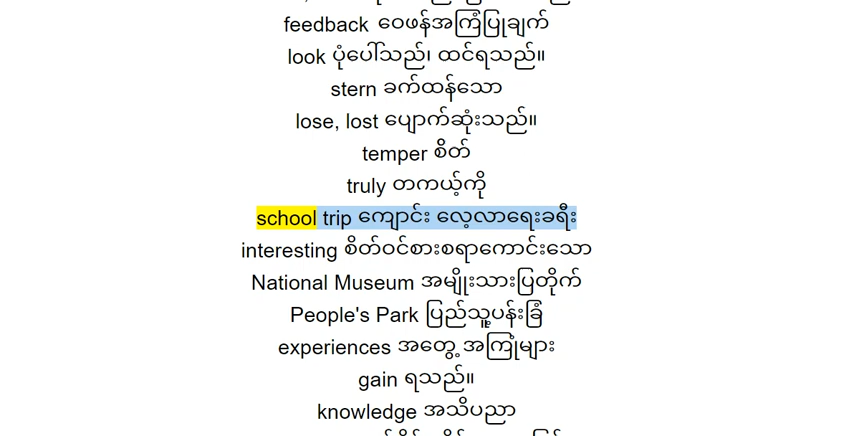 feedback ဝေဖန်အကြံပြုချက်
look ပုံပေါ်သည်၊ ထင်ရသည်။
stern ခက်ထန်သော
lose, lost ပျောက်ဆုံးသည်။
temper စိတ်
truly တကယ့်ကို
school trip ကျောင်း လေ့လာရေးခရီး
interesting စိတ်ဝင်စားစရာကောင်းသော
National Museum အမျိုးသားပြတိုက်
People's Park ပြည်သူ့ပန်းခြံ
experiences အတွေ့အကြုံများ
gain ရသည်။
knowledge အသိပညာ